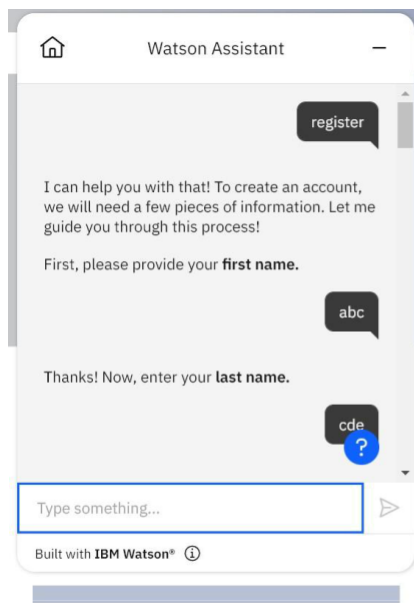 Watson Assistant
register
I can help you with that! To create an account,
we will need a few pieces of information. Let me
guide you through this process!
First, please provide your first name.
abc
Thanks! Now, enter your last name.
cde
?
Type something...
Built with IBM Watson®